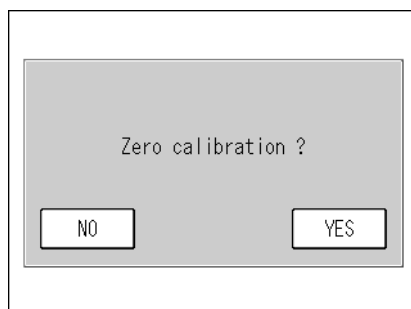 Zero calibration ?
NO YES